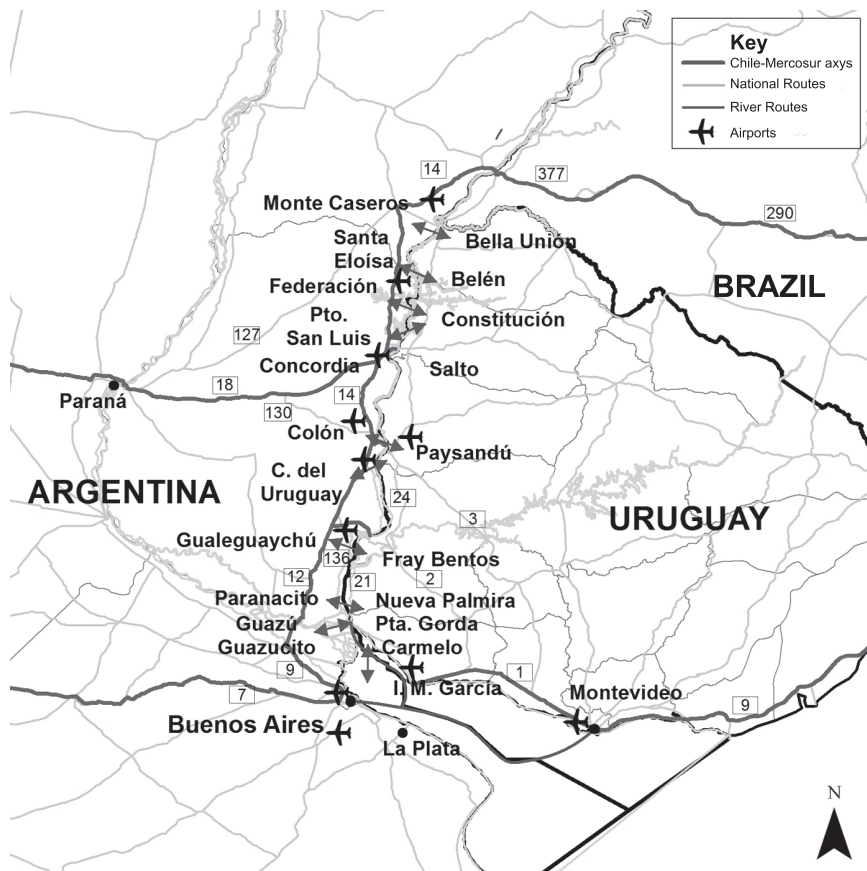 Key
Chile-Mercosur axys
National Routes
River Routes
Airports
14
377
290
Monte Caseros
Santa
Eloísa
Bella Unión
Federación
Belén
BRAZIL
Pto.
San Luis
Constitución
127
Concordia
Salto
18
14
Paraná
130
Colón
Paysandú
C. del
Uruguay
ARGENTINA
24
3
URUGUAY
Gualeguaychú
136
Fray Bentos
12
21
2
Paranacito
Nueva Palmira
Guazú
Pta. Gorda
Guazucito
Carmelo
9
1
I. M. García
7
Montevideo
9
Buenos Aires
La Plata
N